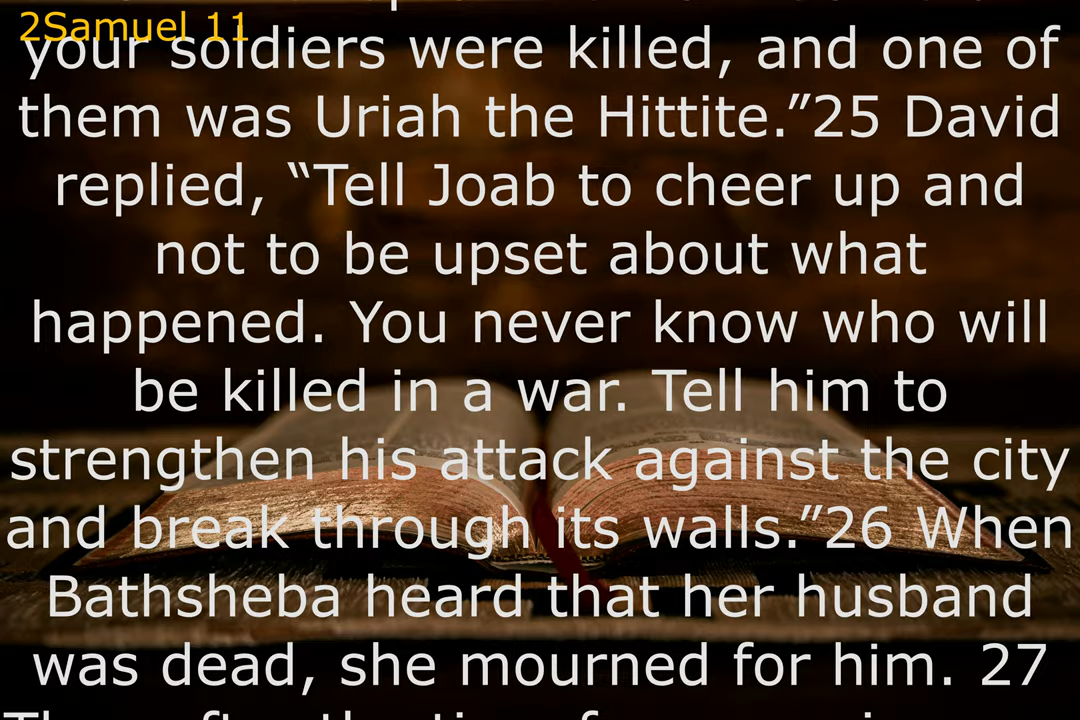 2Samuel 11
your soldiers were killed, and one of
them was Uriah the Hittite.”25 David
replied, “Tell Joab to cheer up and
not to be upset about what
happened. You never know who will
be killed in a war. Tell him to
strengthen his attack against the city
and break through its walls.”26 When
Bathsheba heard that her husband
was dead, she mourned for him. 27